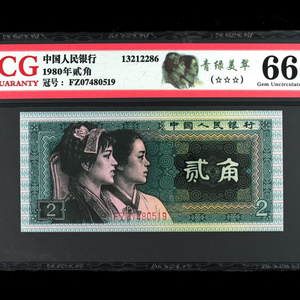 CG
GUARANTY
中国人民银行
1980年贰角
冠号：FZ07480519
13212286
青绿美翠
(☆☆☆)
66
Gem Uncirculated
中国人民银行
贰角
FZ07480519
2
2